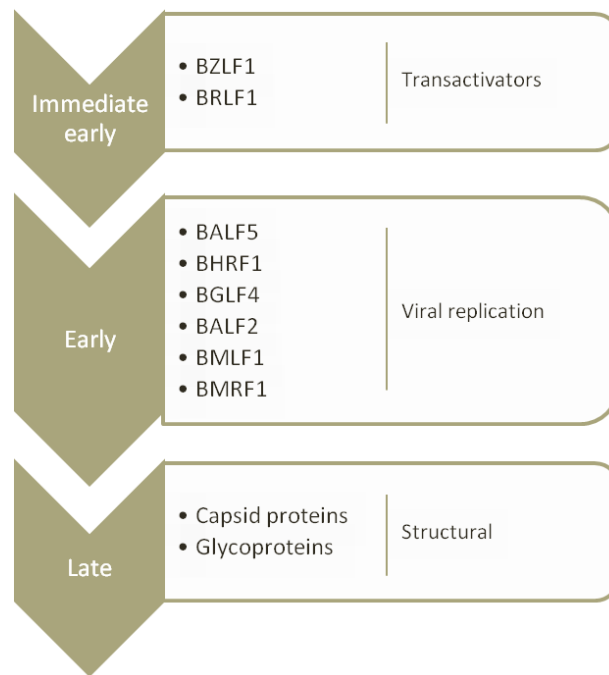 Immediate
early
• BZLF1
• BRLF1
Transactivators
Early
• BALF5
• BHRF1
• BGLF4
• BALF2
• BMLF1
• BMRF1
Viral replication
Late
• Capsid proteins
• Glycoproteins
Structural